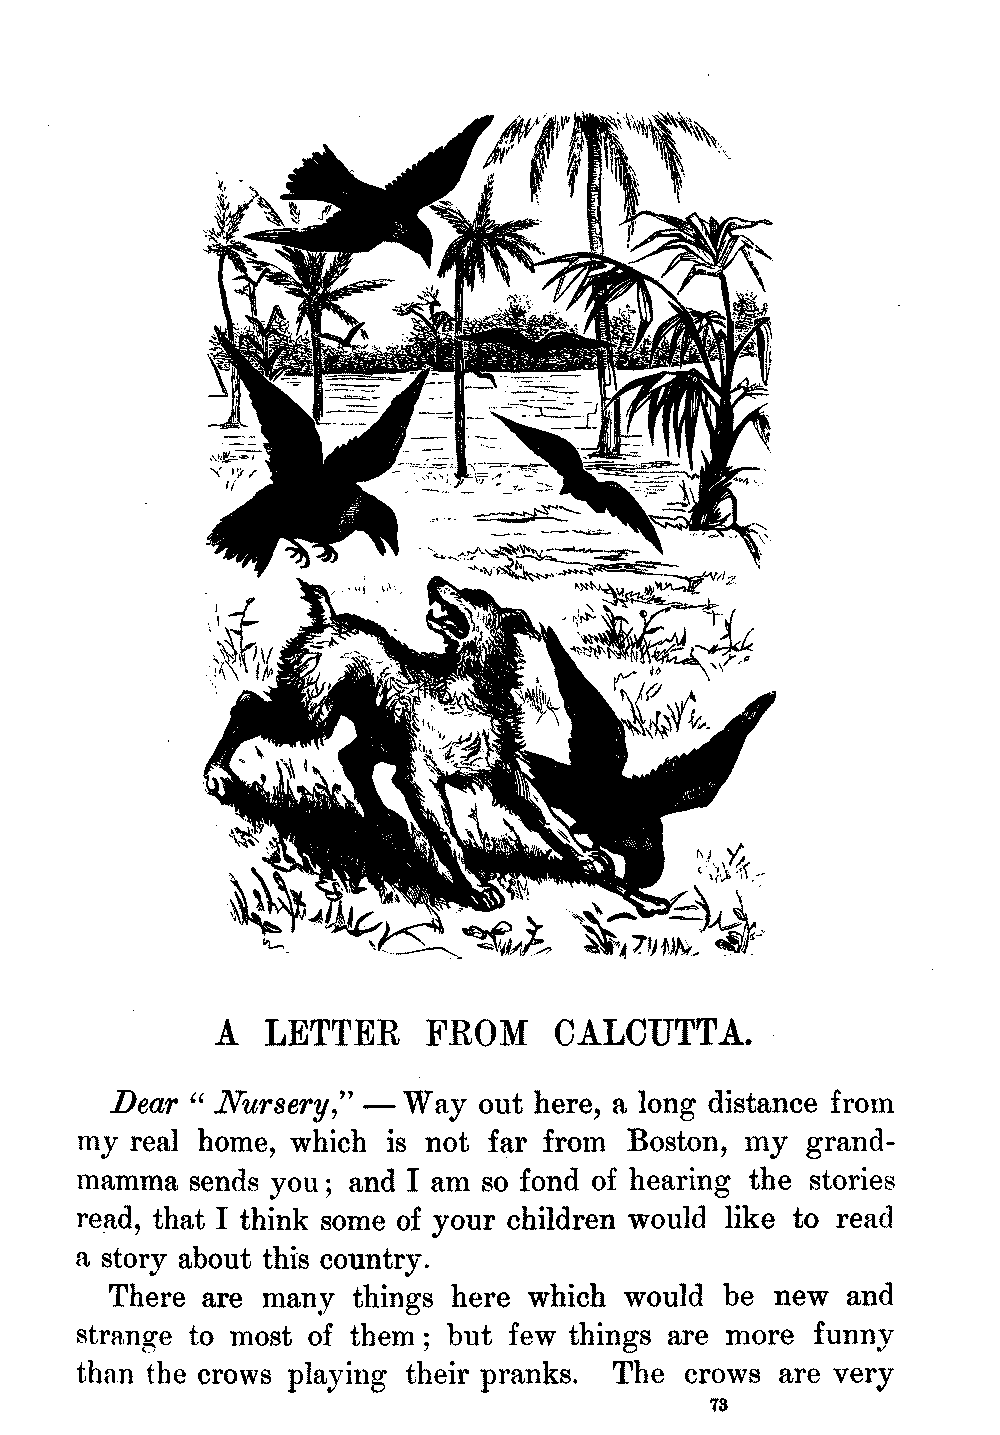 A LETTER FROM CALCUTTA.
Dear “ Nursery,” — Way out here, a long distance from
my real home, which is not far from Boston, my grand-
mamma sends you; and I am so fond of hearing the stories
read, that I think some of your children would like to read
a story about this country.
There are many things here which would be new and
strange to most of them; but few things are more funny
than the crows playing their pranks. The crows are very
73